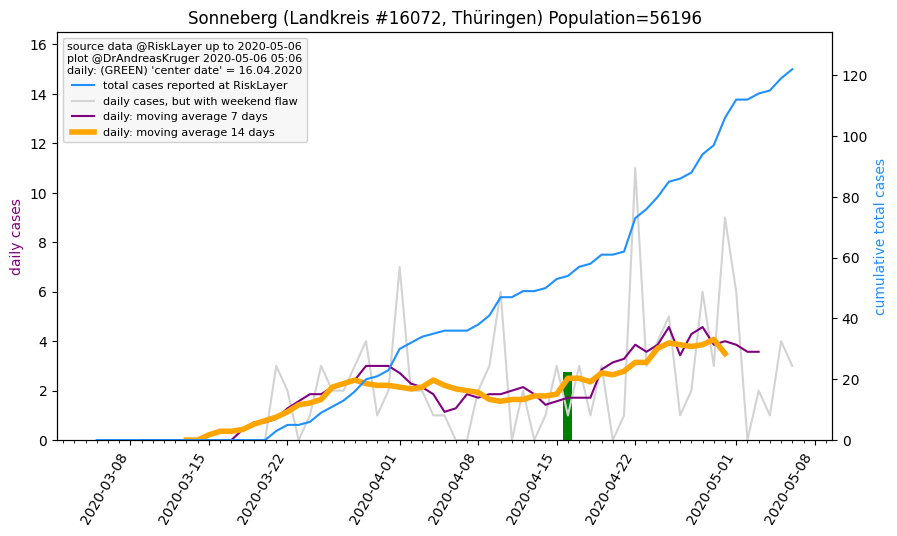 Sonneberg (Landkreis #16072, Thüringen) Population=56196
source data @RiskLayer up to 2020-05-06
plot @DrAndreasKruger 2020-05-06 05:06
daily: (GREEN) 'center date' = 16.04.2020
total cases reported at RiskLayer
daily cases, but with weekend flaw
daily: moving average 7 days
daily: moving average 14 days
daily cases
16
14
12
10
8
6
4
2
0
cumulative total cases
120
100
80
60
40
20
0
2020-03-08
2020-03-15
2020-03-22
2020-04-01
2020-04-08
2020-04-15
2020-04-22
2020-05-01
2020-05-08